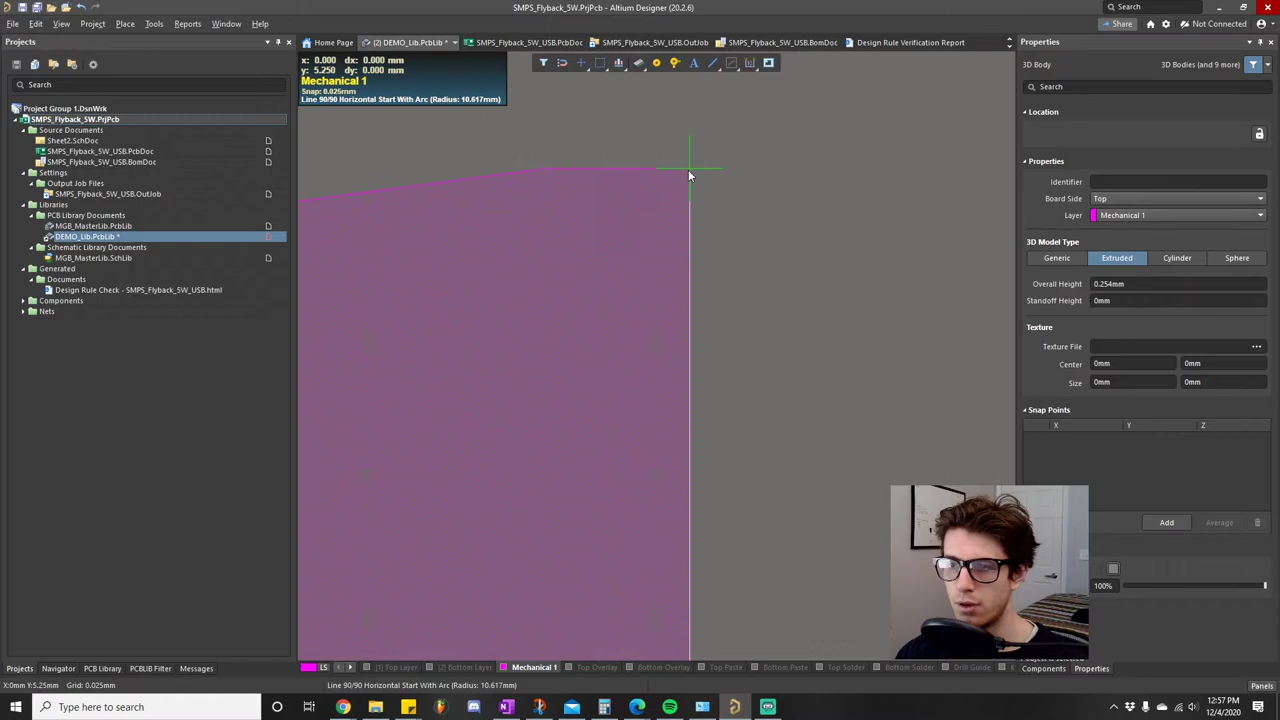 SMPS_Flyback_5W.PrjPcb - Altium Designer (20.2.6)
Search
File Edit View Project Place Tools Reports Window Help
Share
Not Connected
Projects
Home Page
(2) DEMO_Lib.PcbLib *
SMPS_Flyback_5W_USB.PcbDoc
SMPS_Flyback_5W_USB.OutJob
SMPS_Flyback_5W_USB.BomDoc
Design Rule Verification Report
Properties
x: 0.000 dx: 0.000 mm
y: 5.250 dy: 0.000 mm
Mechanical 1
Snap: 0.025mm
Line 90/90 Horizontal Start With Arc (Radius: 10.617mm)
3D Body
3D Bodies (and 9 more)
Search
Search
Project Group 1.DsnWrk
SMPS_Flyback_5W.PrjPcb
Source Documents
Sheet2.SchDoc
SMPS_Flyback_5W_USB.PcbDoc
SMPS_Flyback_5W_USB.BomDoc
Settings
Output Job Files
SMPS_Flyback_5W_USB.OutJob
Libraries
PCB Library Documents
MGB_MasterLib.PcbLib
DEMO_Lib.PcbLib *
Schematic Library Documents
MGB_MasterLib.SchLib
Generated
Documents
Design Rule Check - SMPS_Flyback_5W_USB.html
Components
Nets
Location
Properties
Identifier
Board Side Top
Layer Mechanical 1
3D Model Type
Generic Extruded Cylinder Sphere
Overall Height 0.254mm
Standoff Height 0mm
Texture
Texture File
Center 0mm 0mm
Size 0mm 0mm
Snap Points
X Y Z
Add Average
100%
Components Properties
Projects Navigator PCB Library PCBLIB Filter Messages
LS [1] Top Layer [2] Bottom Layer Mechanical 1 Top Overlay Bottom Overlay Top Paste Bottom Paste Top Solder Bottom Solder Drill Guide
X:0mm Y:5.25mm Grid: 0.025mm
Line 90/90 Horizontal Start With Arc (Radius: 10.617mm)
Panels
Type here to search
12:57 PM
12/4/2020